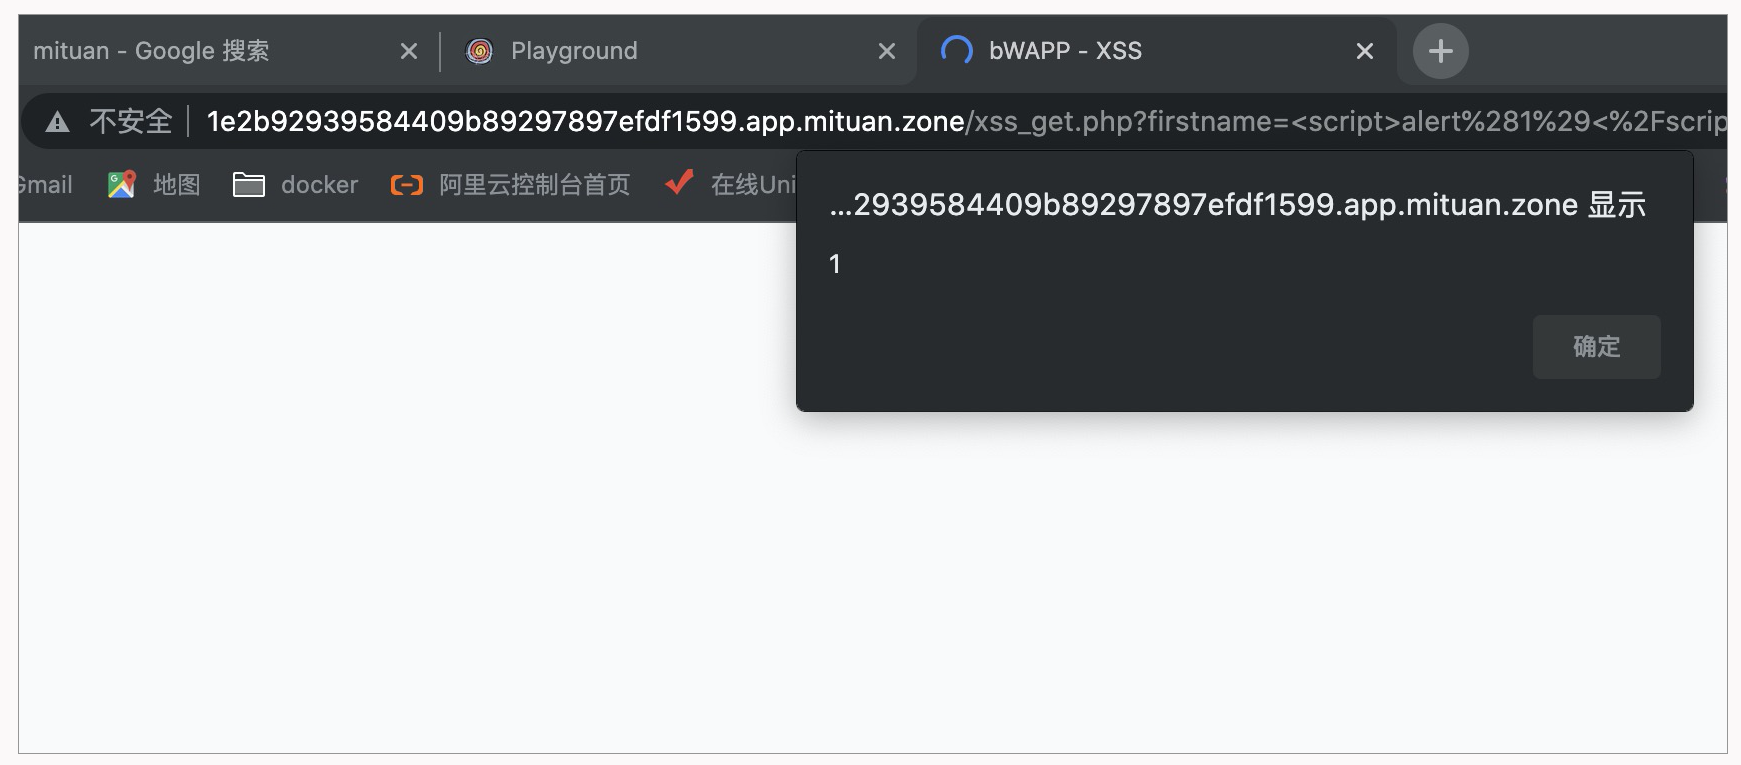 mituan - Google 搜索
Playground
bWAPP - XSS
不安全
1e2b92939584409b89297897efdf1599.app.mituan.zone/xss_get.php?firstname=<script>alert%281%29<%2Fscrip
Gmail
地图
docker
阿里云控制台首页
在线Uni
...2939584409b89297897efdf1599.app.mituan.zone 显示
1
确定